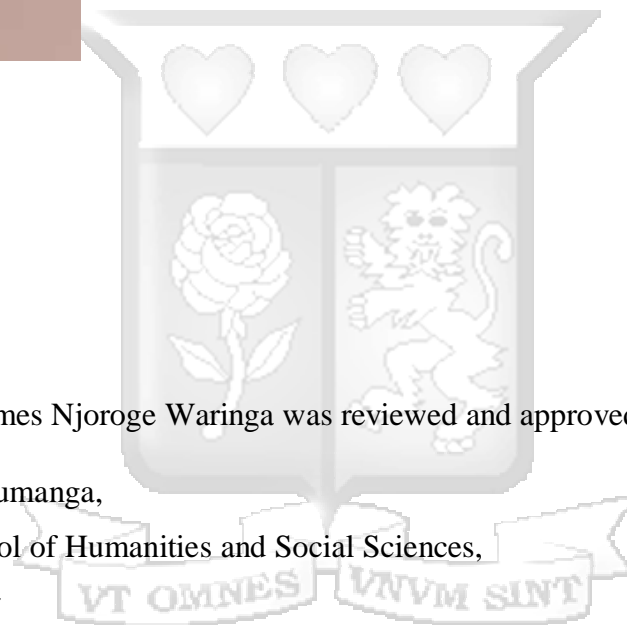 mes Njoroge Waringa was reviewed and approved
umanga,
ol of Humanities and Social Sciences,
VT OMNES VNVM SINT